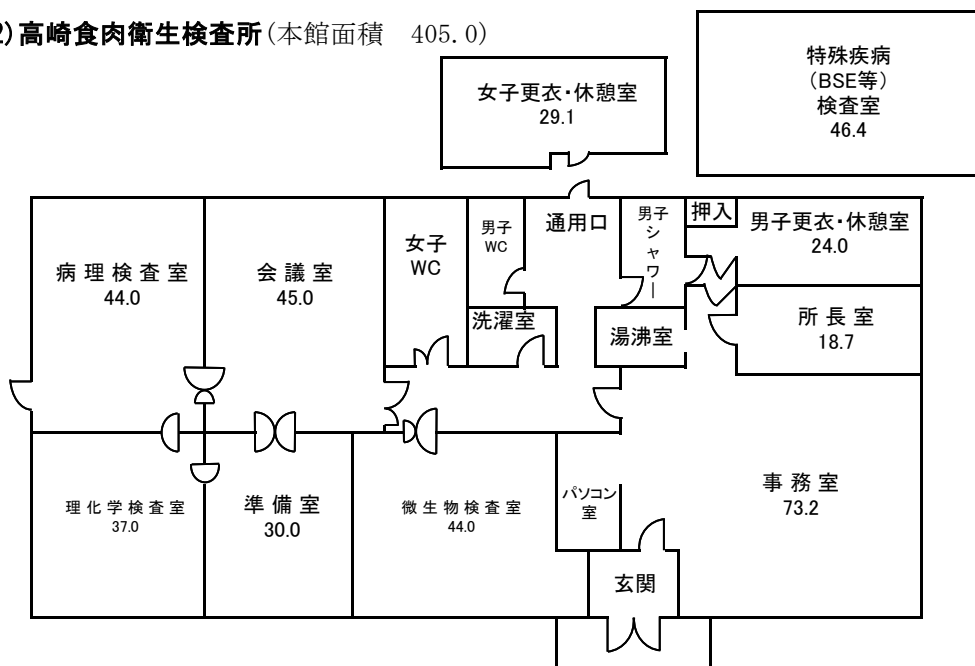 2)高崎食肉衛生検査所(本館面積　405.0)
特殊疾病
(BSE等)
検査室
46.4
女子更衣・休憩室
29.1
病理検査室
44.0
会議室
45.0
女子
WC
男子
WC
通用口
男子
シャワー
押入
男子更衣・休憩室
24.0
洗濯室
湯沸室
所長室
18.7
理化学検査室
37.0
準備室
30.0
微生物検査室
44.0
パソコン
室
事務室
73.2
玄関